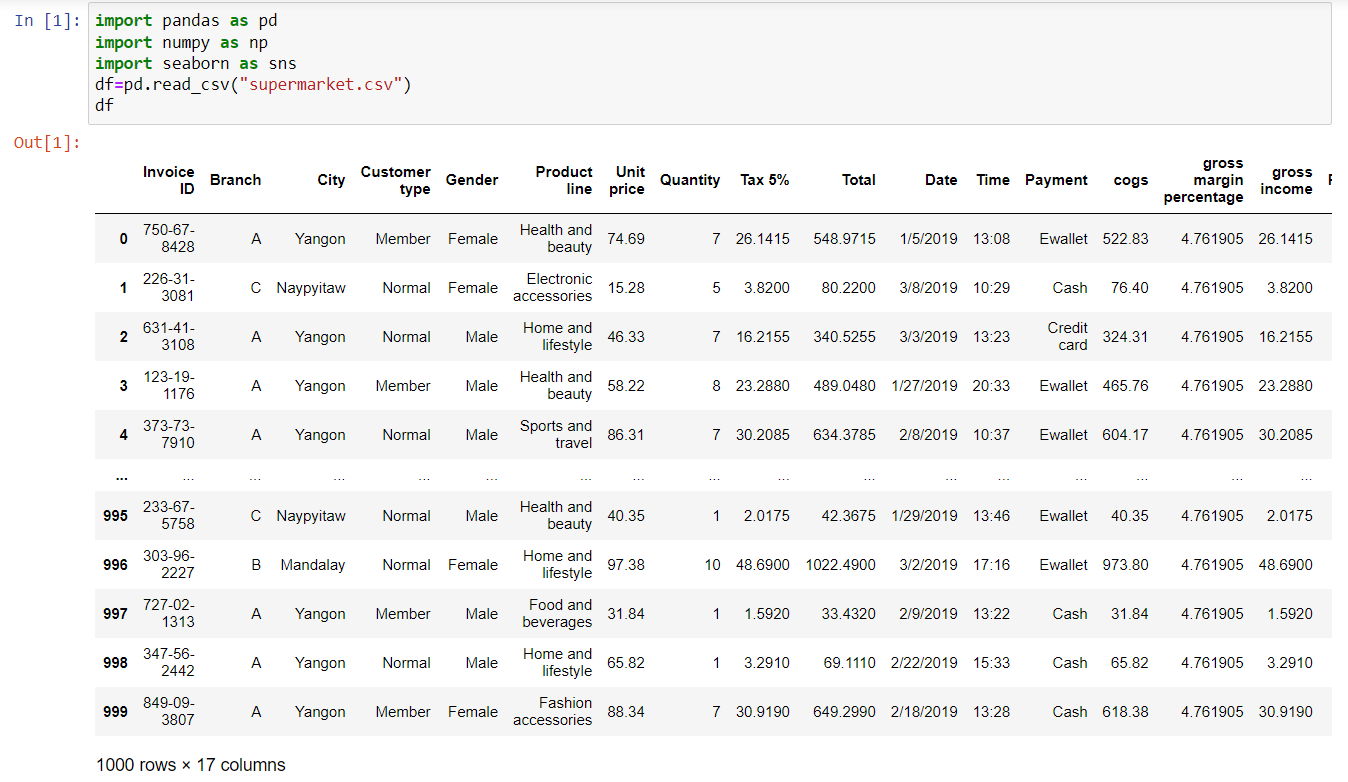 In [1]: import pandas as pd
import numpy as np
import seaborn as sns
df=pd.read_csv("supermarket.csv")
df
Out[1]:
Invoice ID Branch City Customer type Gender Product line Unit price Quantity Tax 5% Total Date Time Payment cogs gross margin percentage gross income
0 750-67-8428 A Yangon Member Female Health and beauty 74.69 7 26.1415 548.9715 1/5/2019 13:08 Ewallet 522.83 4.761905 26.1415
1 226-31-3081 C Naypyitaw Normal Female Electronic accessories 15.28 5 3.8200 80.2200 3/8/2019 10:29 Cash 76.40 4.761905 3.8200
2 631-41-3108 A Yangon Normal Male Home and lifestyle 46.33 7 16.2155 340.5255 3/3/2019 13:23 Credit card 324.31 4.761905 16.2155
3 123-19-1176 A Yangon Member Male Health and beauty 58.22 8 23.2880 489.0480 1/27/2019 20:33 Ewallet 465.76 4.761905 23.2880
4 373-73-7910 A Yangon Normal Male Sports and travel 86.31 7 30.2085 634.3785 2/8/2019 10:37 Ewallet 604.17 4.761905 30.2085
... ... ... ... ... ... ... ... ... ... ... ... ... ... ... ... ...
995 233-67-5758 C Naypyitaw Normal Male Health and beauty 40.35 1 2.0175 42.3675 1/29/2019 13:46 Ewallet 40.35 4.761905 2.0175
996 303-96-2227 B Mandalay Normal Female Home and lifestyle 97.38 10 48.6900 1022.4900 3/2/2019 17:16 Ewallet 973.80 4.761905 48.6900
997 727-02-1313 A Yangon Member Male Food and beverages 31.84 1 1.5920 33.4320 2/9/2019 13:22 Cash 31.84 4.761905 1.5920
998 347-56-2442 A Yangon Normal Male Home and lifestyle 65.82 1 3.2910 69.1110 2/22/2019 15:33 Cash 65.82 4.761905 3.2910
999 849-09-3807 A Yangon Member Female Fashion accessories 88.34 7 30.9190 649.2990 2/18/2019 13:28 Cash 618.38 4.761905 30.9190
1000 rows × 17 columns